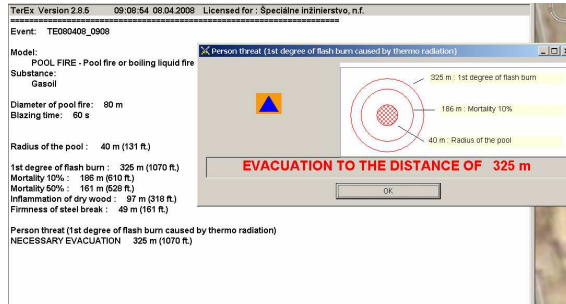 TerEx Version 2.8.5 09:08:54 08.04.2008 Licensed for : Špeciálne inžinierstvo, n.f.
==================================================================
Event: TE080408_0908
Model:
POOL FIRE - Pool fire or boiling liquid fire
Substance:
Gasoil
Diameter of pool fire: 80 m
Blazing time: 60 s
Radius of the pool : 40 m (131 ft.)
1st degree of flash burn : 325 m (1070 ft.)
Mortality 10% : 186 m (610 ft.)
Mortality 50% : 161 m (528 ft.)
Inflammation of dry wood : 97 m (318 ft.)
Firmness of steel break : 49 m (161 ft.)
Person threat (1st degree of flash burn caused by thermo radiation)
NECESSARY EVACUATION 325 m (1070 ft.)
Person threat (1st degree of flash burn caused by thermo radiation)
325 m : 1st degree of flash burn
186 m : Mortality 10%
40 m : Radius of the pool
EVACUATION TO THE DISTANCE OF 325 m
OK